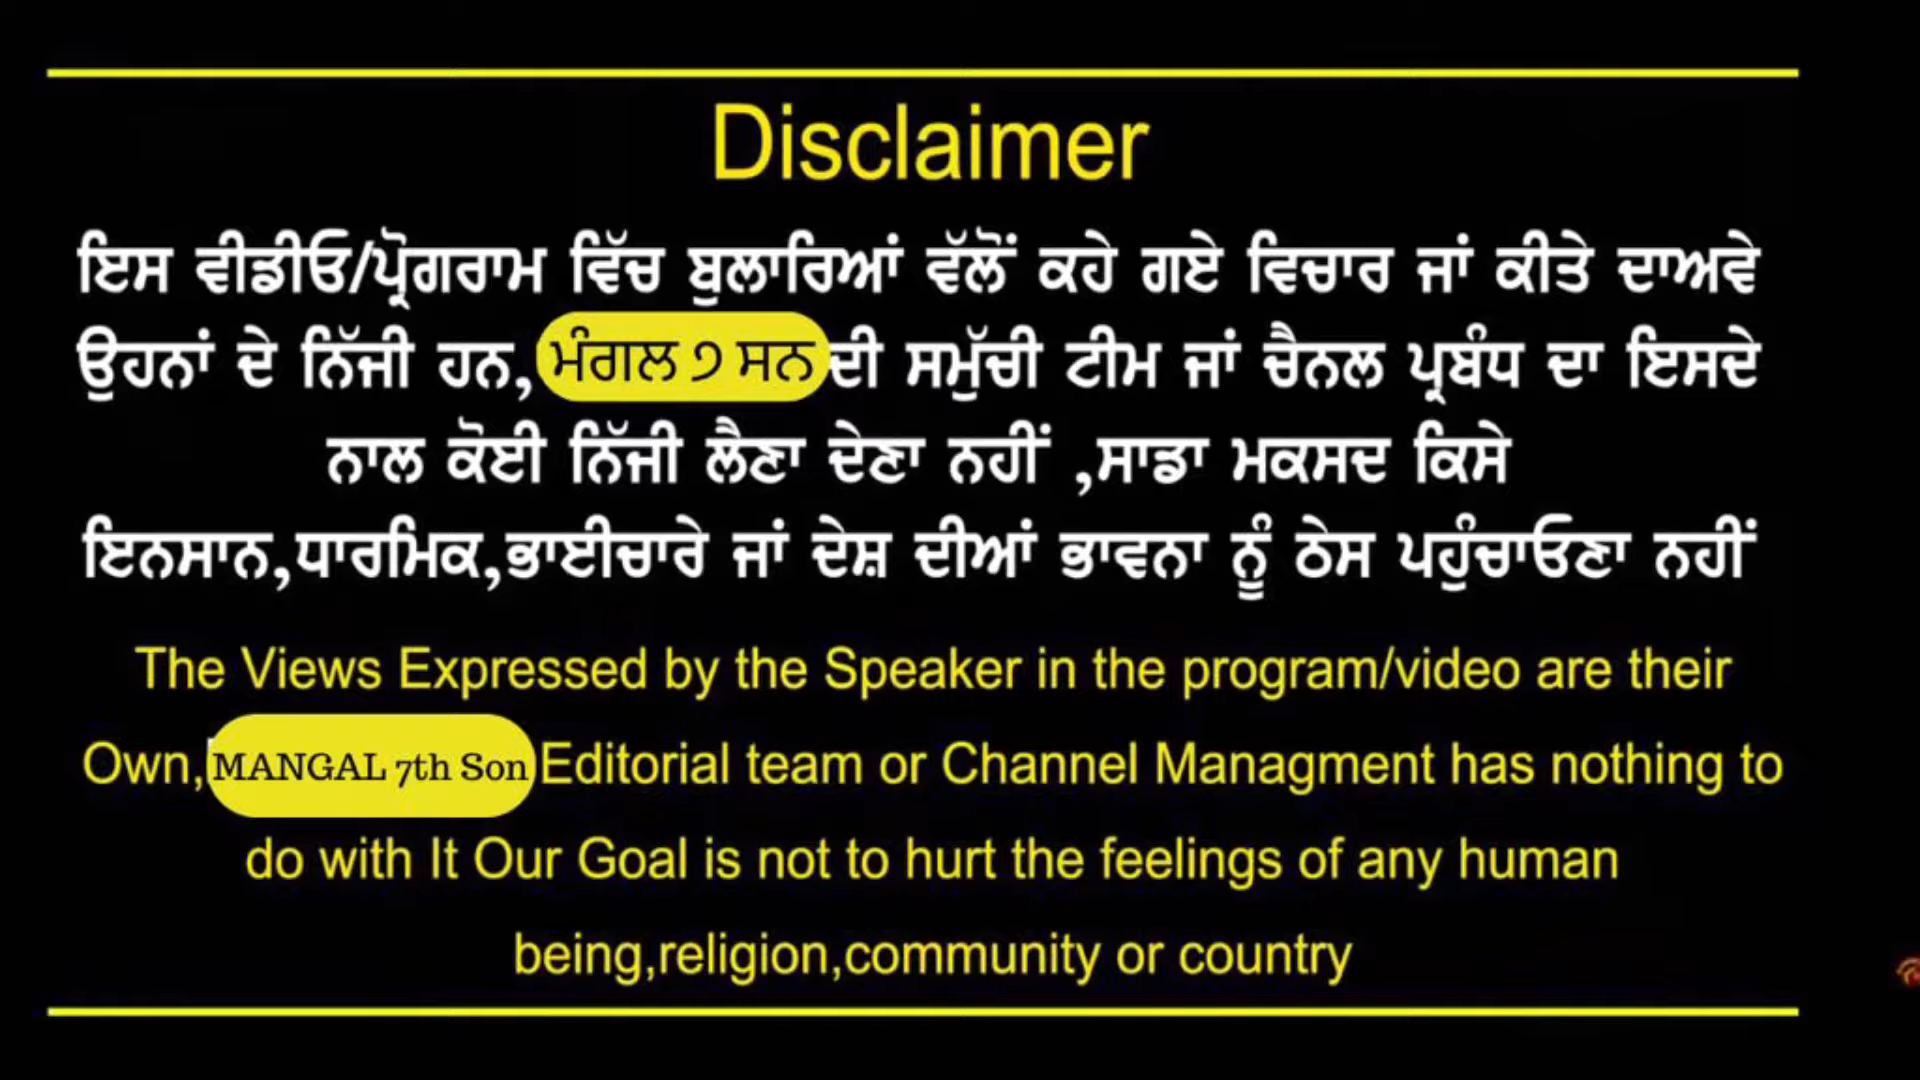 Disclaimer
ਇਸ ਵੀਡੀਓ/ਪ੍ਰੋਗਰਾਮ ਵਿੱਚ ਬੁਲਾਰਿਆਂ ਵੱਲੋਂ ਕਹੇ ਗਏ ਵਿਚਾਰ ਜਾਂ ਕੀਤੇ ਦਾਅਵੇ
ਉਹਨਾਂ ਦੇ ਨਿੱਜੀ ਹਨ, ਮੰਗਲ ੭ ਸਨ ਦੀ ਸਮੁੱਚੀ ਟੀਮ ਜਾਂ ਚੈਨਲ ਪ੍ਰਬੰਧ ਦਾ ਇਸਦੇ
ਨਾਲ ਕੋਈ ਨਿੱਜੀ ਲੈਣਾ ਦੇਣਾ ਨਹੀਂ ,ਸਾਡਾ ਮਕਸਦ ਕਿਸੇ
ਇਨਸਾਨ,ਧਾਰਮਿਕ,ਭਾਈਚਾਰੇ ਜਾਂ ਦੇਸ਼ ਦੀਆਂ ਭਾਵਨਾ ਨੂੰ ਠੇਸ ਪਹੁੰਚਾਓਣਾ ਨਹੀਂ
The Views Expressed by the Speaker in the program/video are their
Own, MANGAL 7th Son Editorial team or Channel Managment has nothing to
do with It Our Goal is not to hurt the feelings of any human
being,religion,community or country